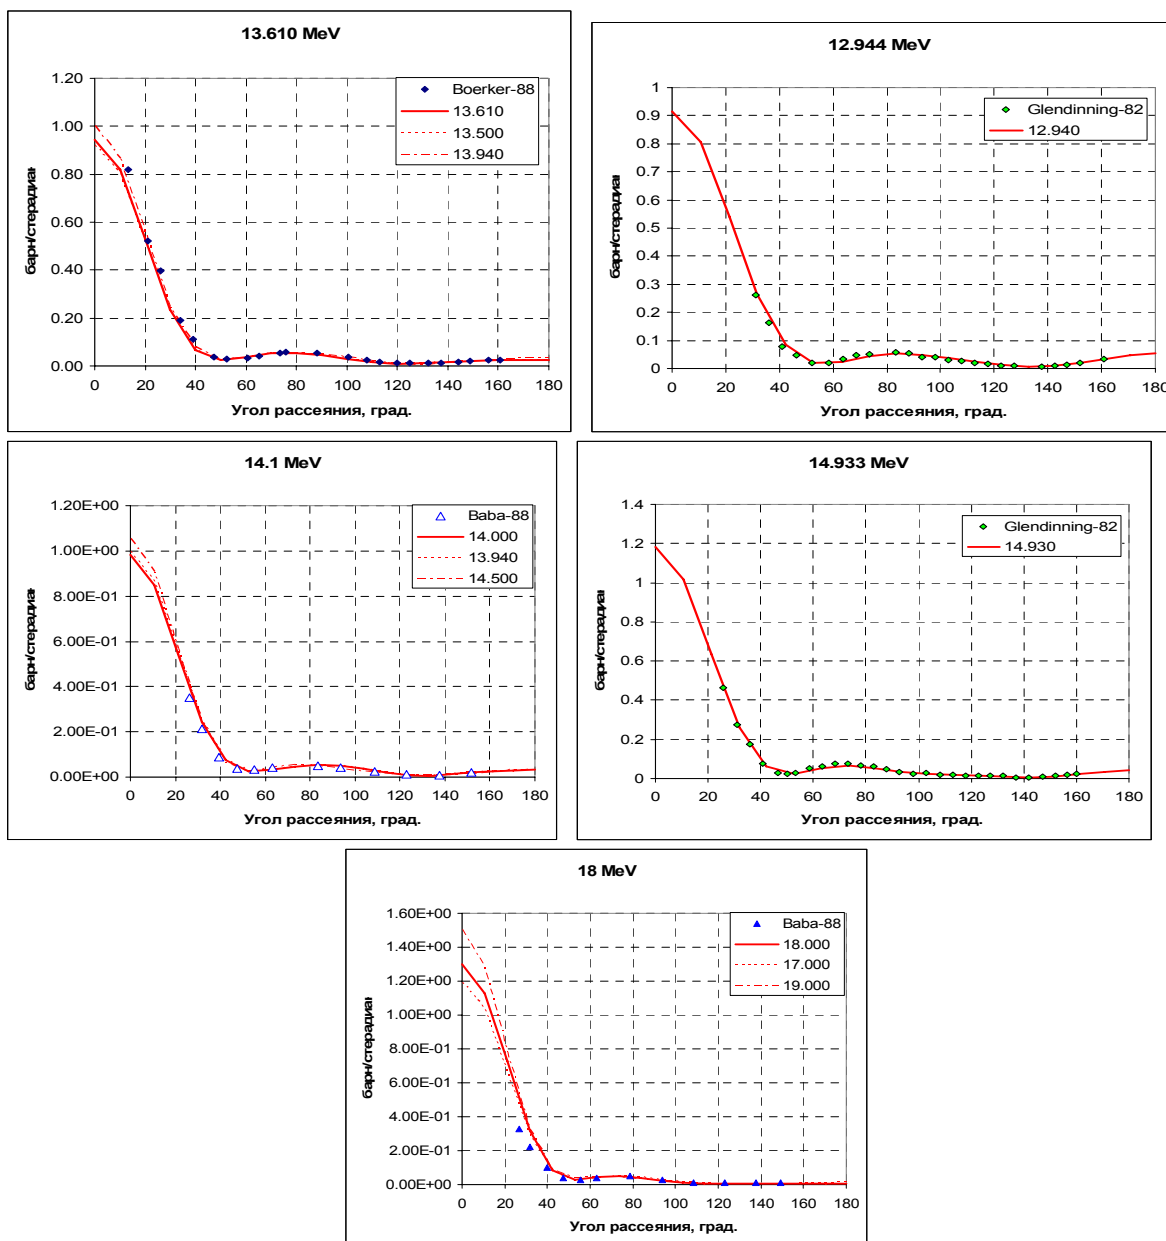 13.610 MeV
1.20
1.00
0.80
0.60
0.40
0.20
0.00
барн/стерадиан
0 20 40 60 80 100 120 140 160 180
Угол рассеяния, град.
Boerker-88
13.610
13.500
13.940
12.944 MeV
1
0.9
0.8
0.7
0.6
0.5
0.4
0.3
0.2
0.1
0
барн/стерадиан
0 20 40 60 80 100 120 140 160 180
Угол рассеяния, град.
Glendinning-82
12.940
14.1 MeV
1.20E+00
1.00E+00
8.00E-01
6.00E-01
4.00E-01
2.00E-01
0.00E+00
барн/стерадиан
0 20 40 60 80 100 120 140 160 180
Угол рассеяния, град.
Baba-88
14.000
13.940
14.500
14.933 MeV
1.4
1.2
1
0.8
0.6
0.4
0.2
0
барн/стерадиан
0 20 40 60 80 100 120 140 160 180
Угол рассеяния, град.
Glendinning-82
14.930
18 MeV
1.60E+00
1.40E+00
1.20E+00
1.00E+00
8.00E-01
6.00E-01
4.00E-01
2.00E-01
0.00E+00
барн/стерадиан
0 20 40 60 80 100 120 140 160 180
Угол рассеяния, град.
Baba-88
18.000
17.000
19.000